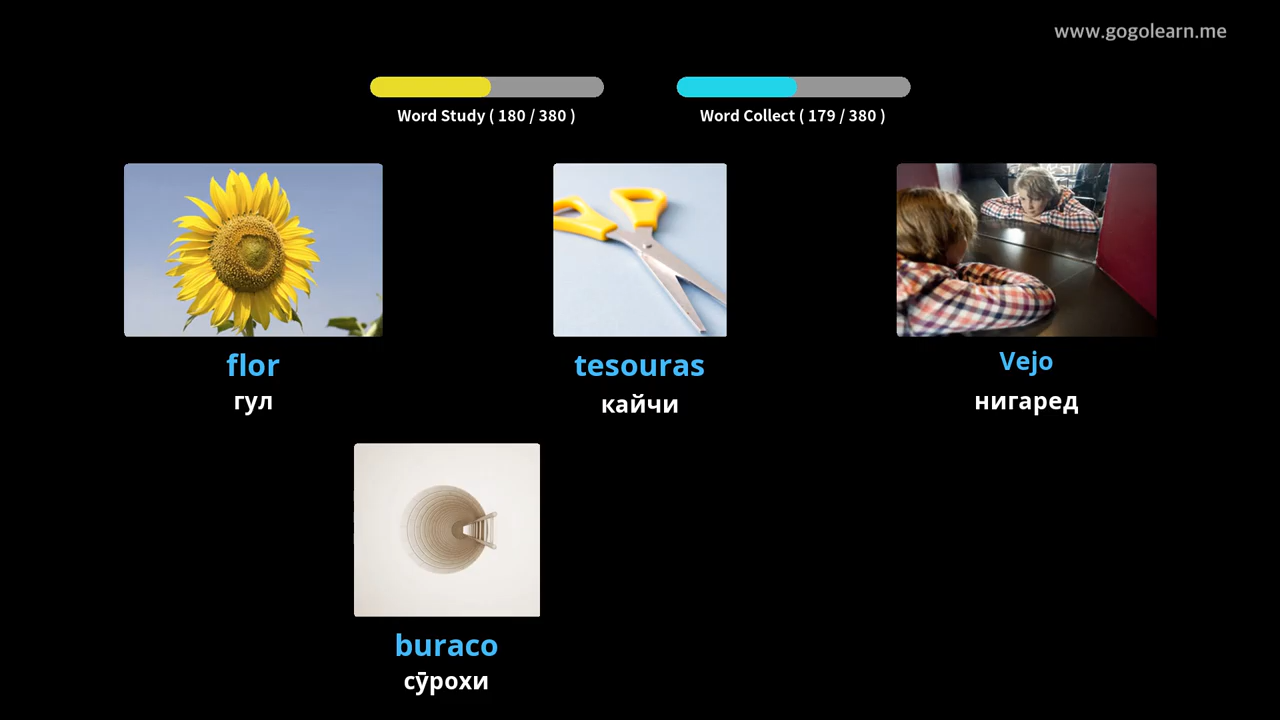 www.gogolearn.me
Word Study ( 180 / 380 )
Word Collect ( 179 / 380 )
flor
гул
tesouras
кайчи
Vejo
нигаред
buraco
сӯрохи